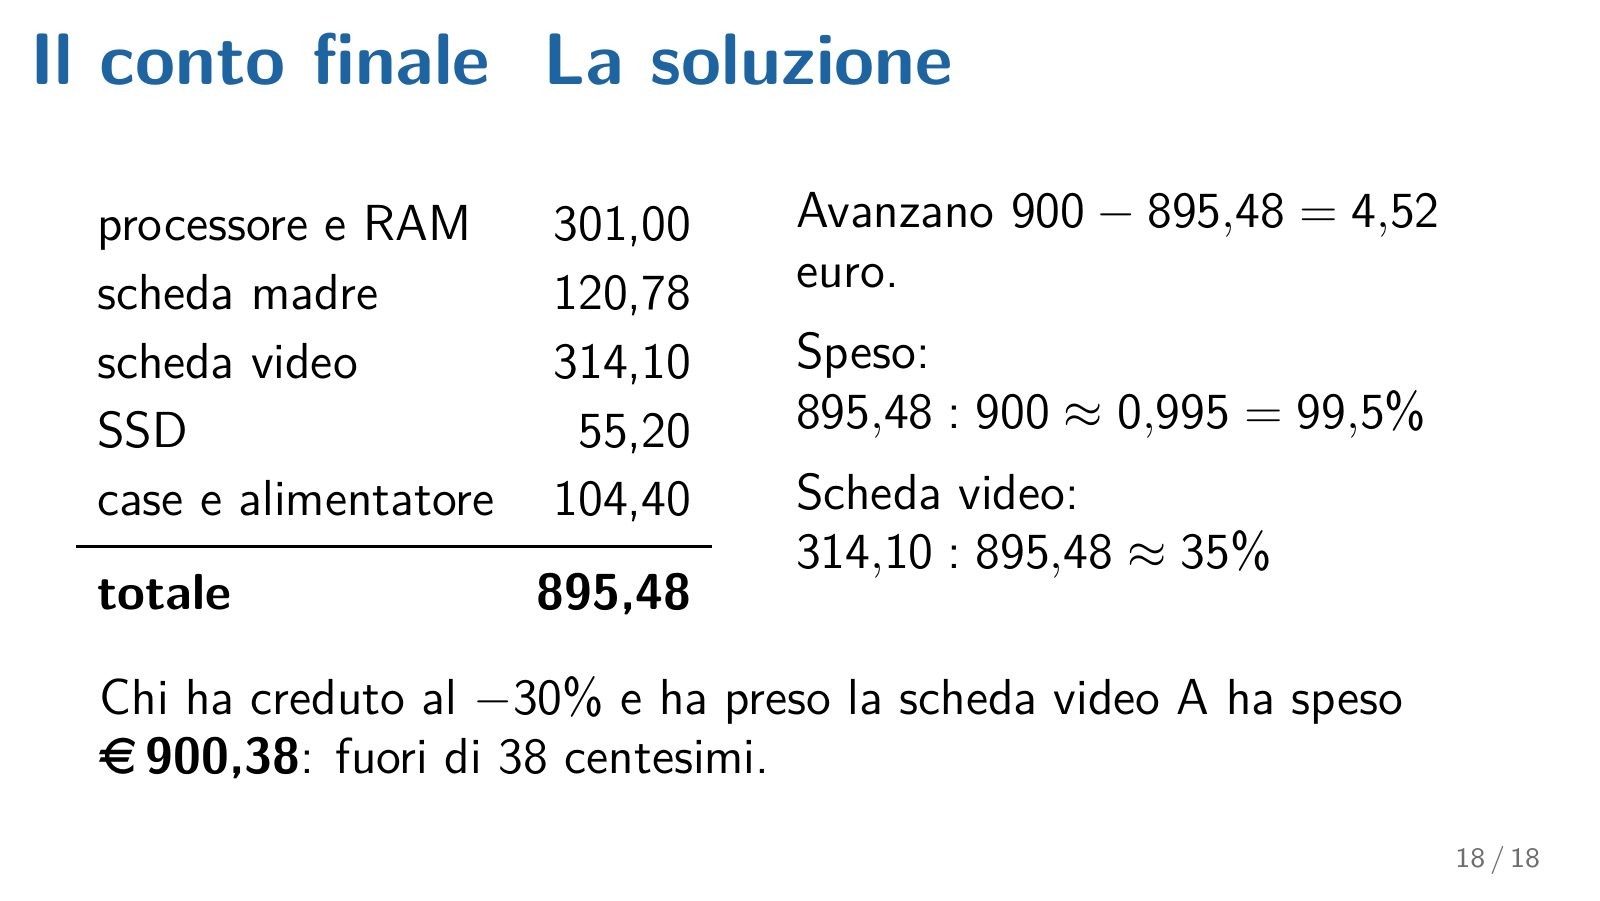 Il conto finale La soluzione
processore e RAM 301,00
scheda madre 120,78
scheda video 314,10
SSD 55,20
case e alimentatore 104,40
totale 895,48
Avanzano 900 − 895,48 = 4,52
euro.
Speso:
895,48 : 900 ≈ 0,995 = 99,5%
Scheda video:
314,10 : 895,48 ≈ 35%
Chi ha creduto al −30% e ha preso la scheda video A ha speso
€ 900,38: fuori di 38 centesimi.
18 / 18